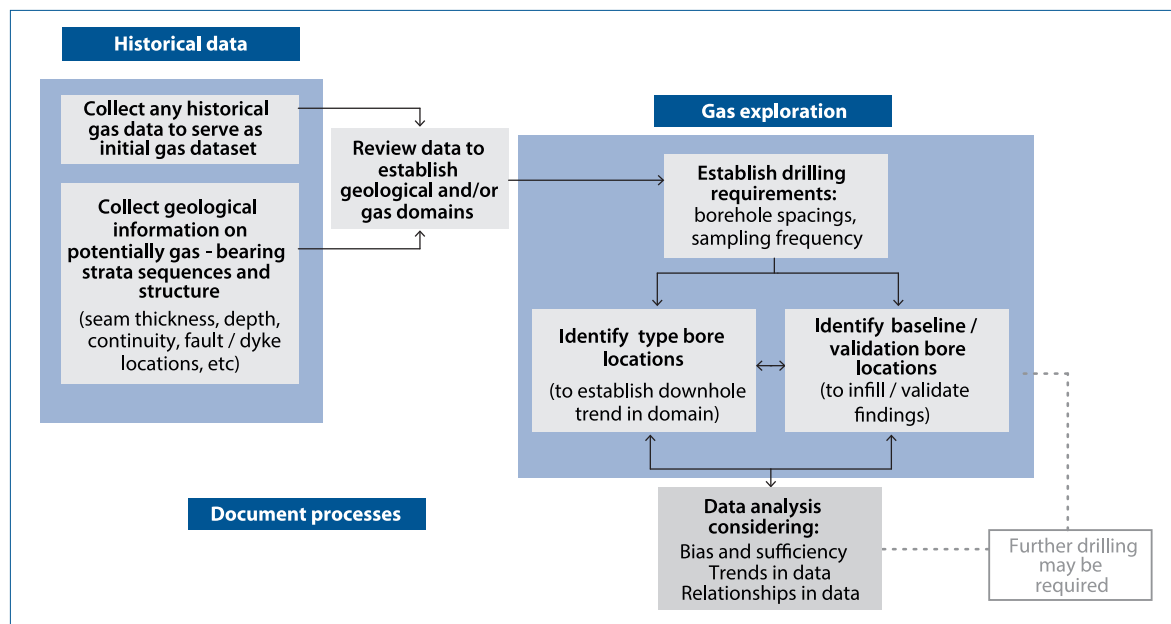 Historical data
Collect any historical
gas data to serve as
initial gas dataset
Collect geological
information on
potentially gas - bearing
strata sequences and
structure
(seam thickness, depth,
continuity, fault / dyke
locations, etc)
Review data to
establish
geological and/or
gas domains
Gas exploration
Establish drilling
requirements:
borehole spacings,
sampling frequency
Identify type bore
locations
(to establish downhole
trend in domain)
Identify baseline /
validation bore
locations
(to infill / validate
findings)
Document processes
Data analysis
considering:
Bias and sufficiency
Trends in data
Relationships in data
Further drilling
may be
required